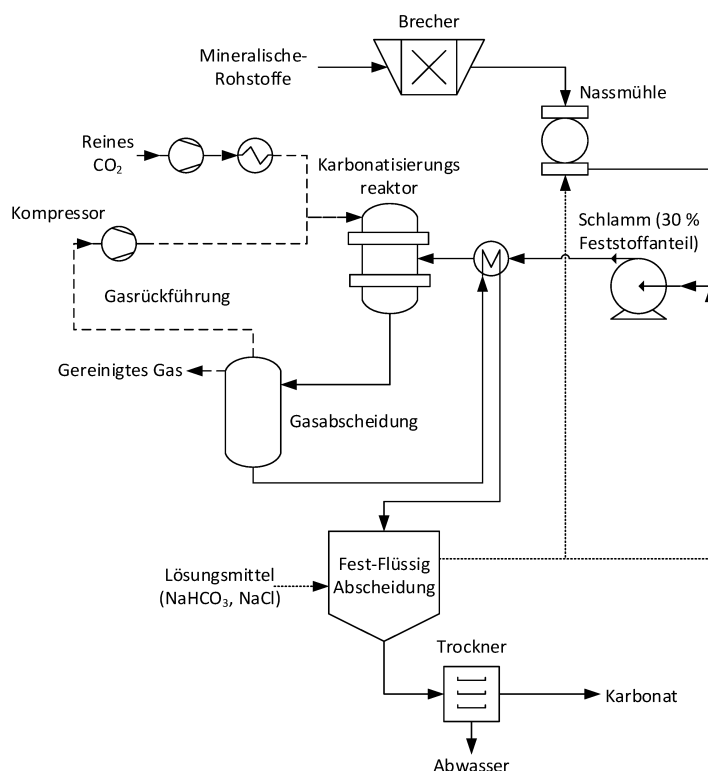 Brecher
Mineralische-
Rohstoffe
Nassmühle
Reines
CO₂
Karbonatisierungs
reaktor
Kompressor
Schlamm (30 %
Feststoffanteil)
Gasrückführung
Gereinigtes Gas
Gasabscheidung
Fest-Flüssig
Abscheidung
Lösungsmittel
(NaHCO₃, NaCl)
Trockner
Karbonat
Abwasser